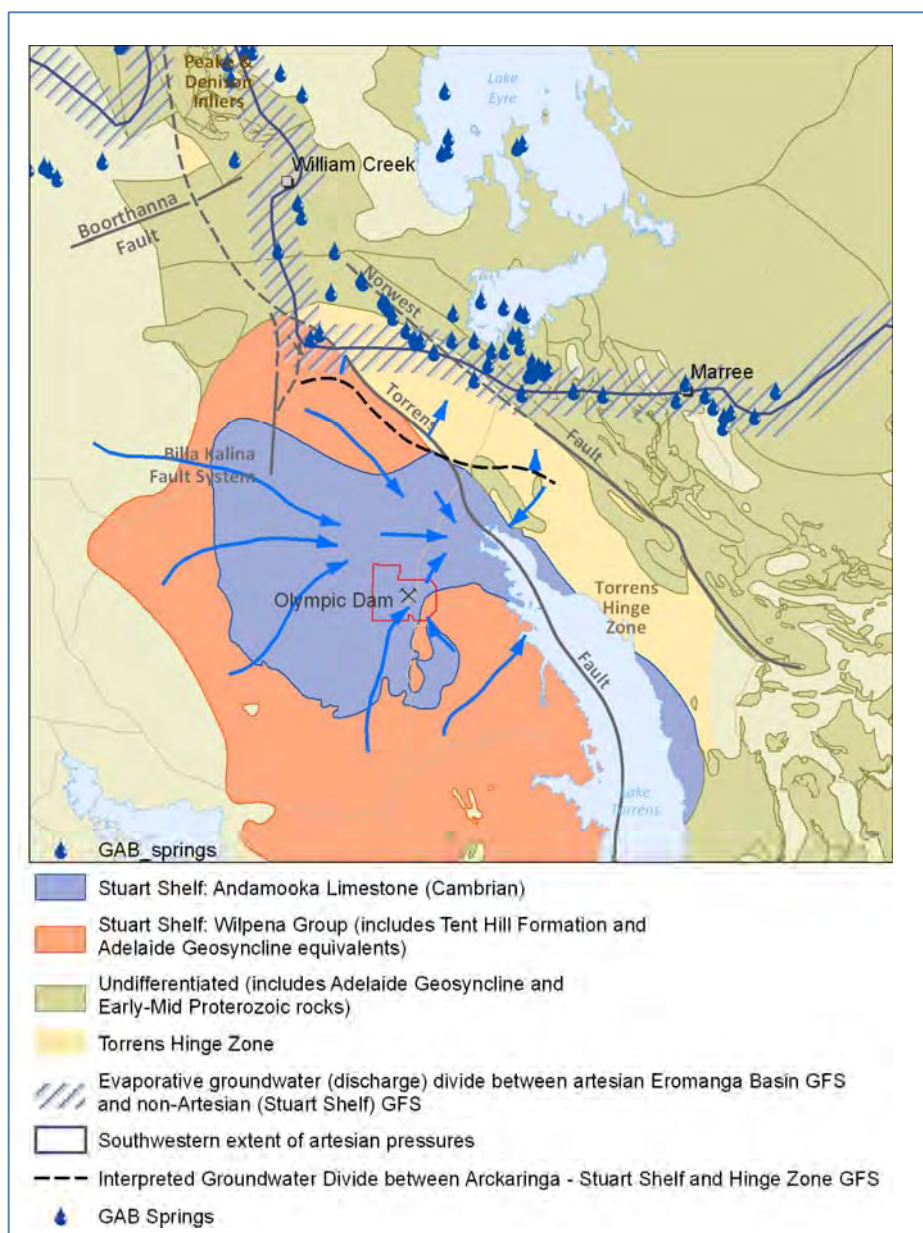 Peake &
Denison
Inliers
Lake
Eyre
William Creek
Boorthanna
Fault
Norwest
Marree
Torrens
Fault
Billa Kalina
Fault System
Olympic Dam
Torrens
Hinge
Zone
Fault
Lake
Torrens
GAB_springs
Stuart Shelf: Andamooka Limestone (Cambrian)
Stuart Shelf: Wilpena Group (includes Tent Hill Formation and
Adelaide Geosyncline equivalents)
Undifferentiated (includes Adelaide Geosyncline and
Early-Mid Proterozoic rocks)
Torrens Hinge Zone
Evaporative groundwater (discharge) divide between artesian Eromanga Basin GFS
and non-Artesian (Stuart Shelf) GFS
Southwestern extent of artesian pressures
Interpreted Groundwater Divide between Arckaringa - Stuart Shelf and Hinge Zone GFS
GAB Springs